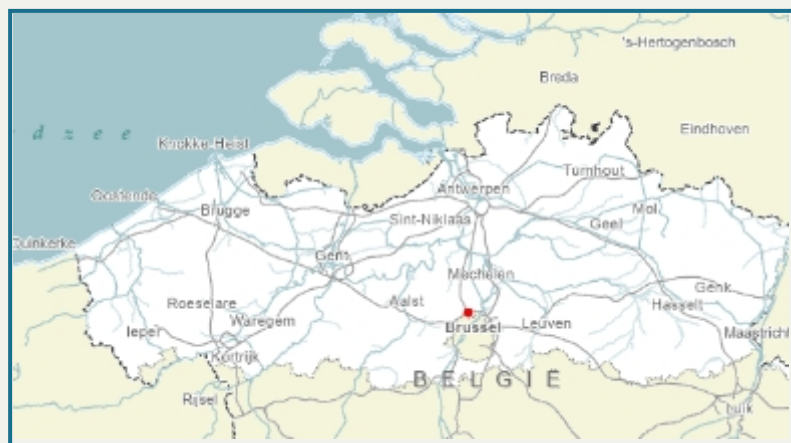 's-Hertogenbosch
Breda
d z e e
Eindhoven
Knokke-Heist
Turnhout
Antwerpen
Oostende
Mol
Brugge
Sint-Niklaas
Geel
Duinkerke
Gent
Mechelen
Genk
Roeselare
Aalst
Hasselt
Waregem
Ieper
Brussel
Leuven
Maastricht
Kortrijk
BELGIË
Rijsel
Luik